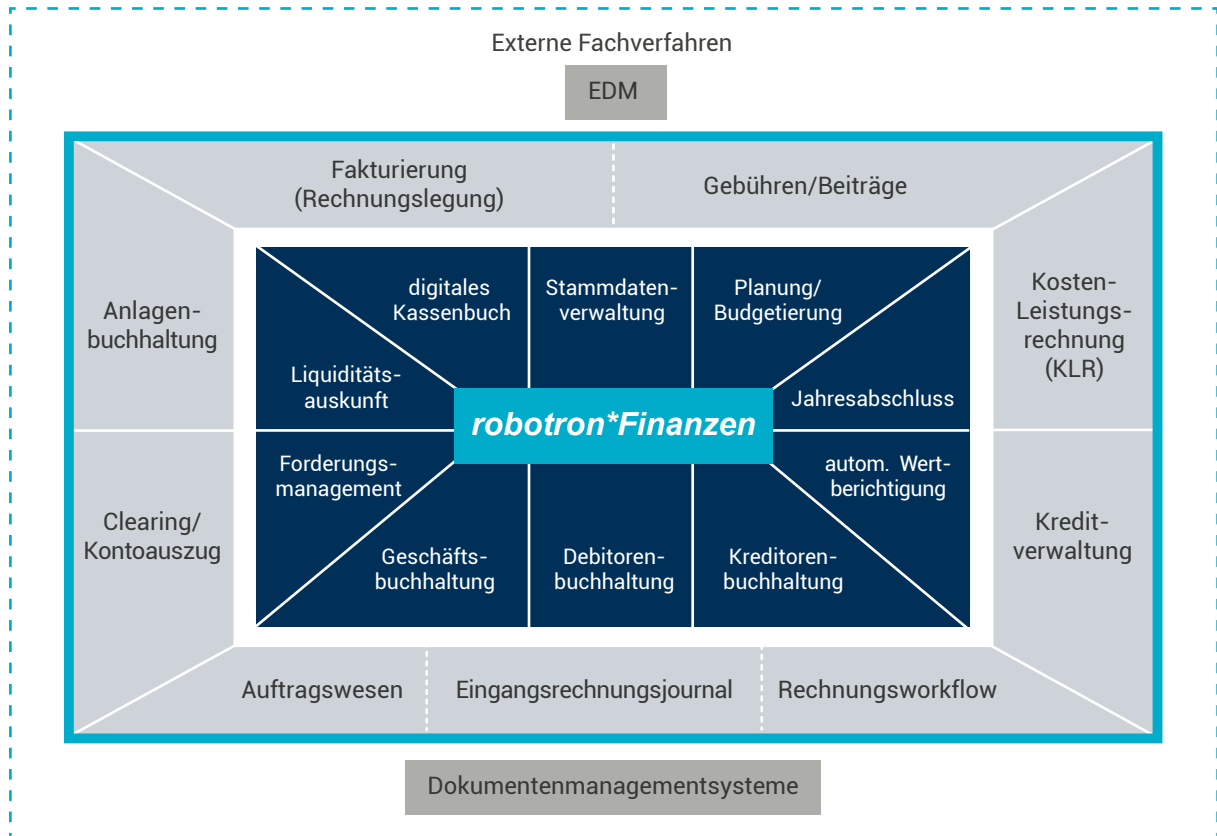 Externe Fachverfahren
EDM
Fakturierung
(Rechnungslegung)
Gebühren/Beiträge
Anlagen-
buchhaltung
Kosten-
Leistungs-
rechnung
(KLR)
digitales
Kassenbuch
Stammdaten-
verwaltung
Planung/
Budgetierung
Liquiditäts-
auskunft
Jahresabschluss
robotron*Finanzen
Forderungs-
management
autom. Wert-
berichtigung
Clearing/
Kontoauszug
Kredit-
verwaltung
Geschäfts-
buchhaltung
Debitoren-
buchhaltung
Kreditoren-
buchhaltung
Auftragswesen
Eingangsrechnungsjournal
Rechnungsworkflow
Dokumentenmanagementsysteme